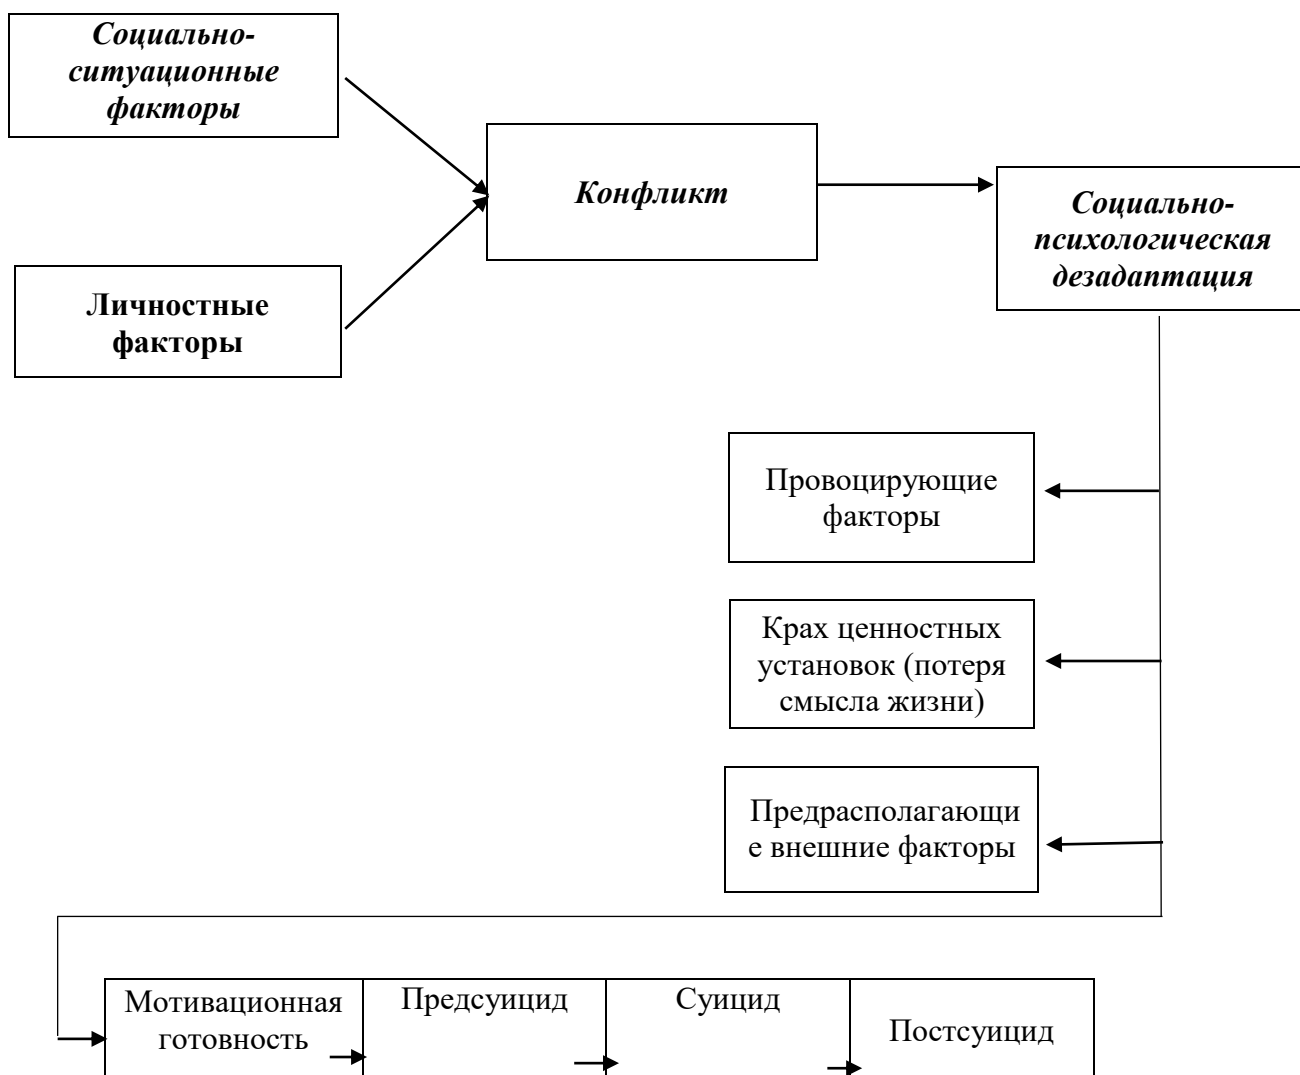 Социально-
ситуационные
факторы
Конфликт
Социально-
психологическая
дезадаптация
Личностные
факторы
Провоцирующие
факторы
Крах ценностных
установок (потеря
смысла жизни)
Предрасполагающи
е внешние факторы
Мотивационная
готовность
Предсуицид
Суицид
Постсуицид